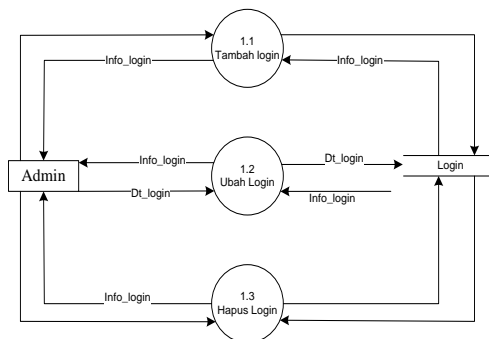 1.1
Tambah login
Info_login
Info_login
Admin
Info_login
1.2
Ubah Login
Dt_login
Login
Dt_login
Info_login
Info_login
1.3
Hapus Login